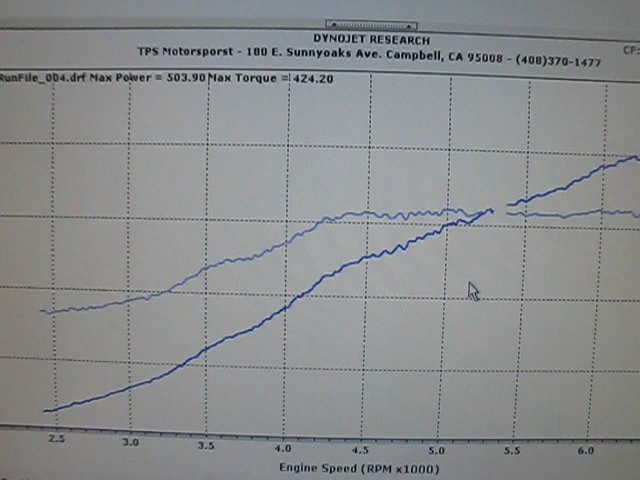 DYNOJET RESEARCH
TPS Motorsporst - 180 E. Sunnyoaks Ave. Campbell, CA 95008 - (408)370-1477
CF:
RunFile_004.drf Max Power = 503.90 Max Torque = 424.20
2.5 3.0 3.5 4.0 4.5 5.0 5.5 6.0
Engine Speed (RPM x1000)